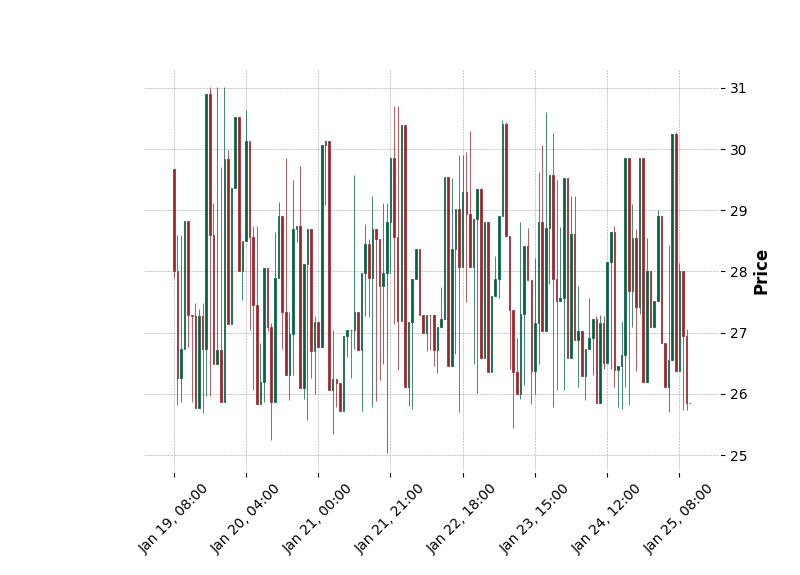 31
30
29
28
27
26
25
Price
Jan 19, 08:00
Jan 20, 04:00
Jan 21, 00:00
Jan 21, 21:00
Jan 22, 18:00
Jan 23, 15:00
Jan 24, 12:00
Jan 25, 08:00